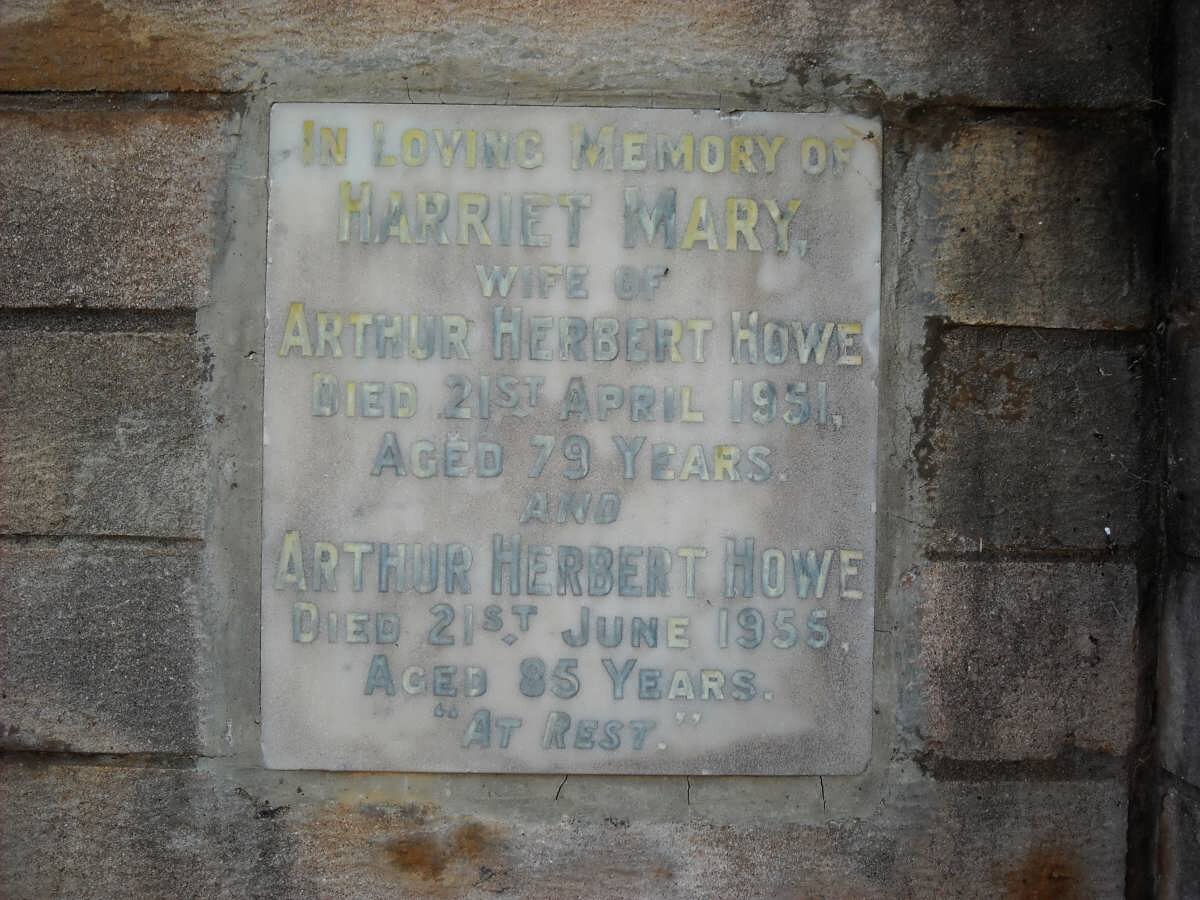 In Loving Memory of
Harriet Mary,
Wife of
Arthur Herbert Howe
Died 21st April 1951,
Aged 79 Years.
and
Arthur Herbert Howe
Died 21st June 1955,
Aged 85 Years.
"At Rest"